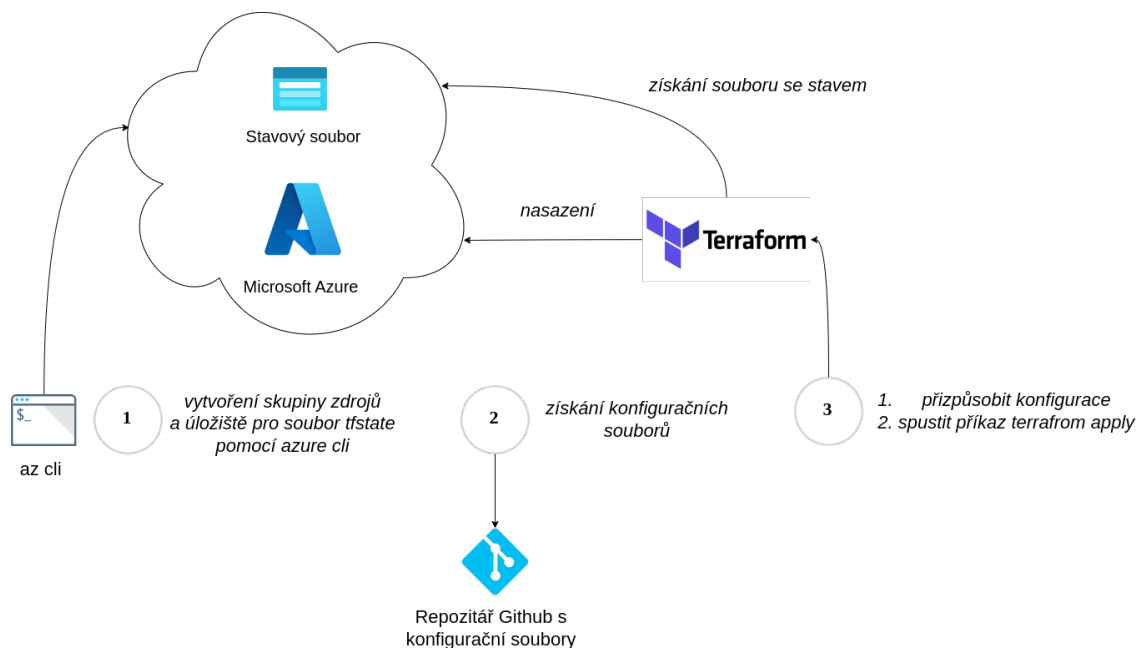 získání souboru se stavem
Stavový soubor
nasazení
Terraform
Microsoft Azure
$_
az cli
1
vytvoření skupiny zdrojů
a úložiště pro soubor tfstate
pomocí azure cli
2
získání konfiguračních
souborů
3
1. přizpůsobit konfigurace
2. spustit příkaz terrafrom apply
Repozitář Github s
konfigurační soubory